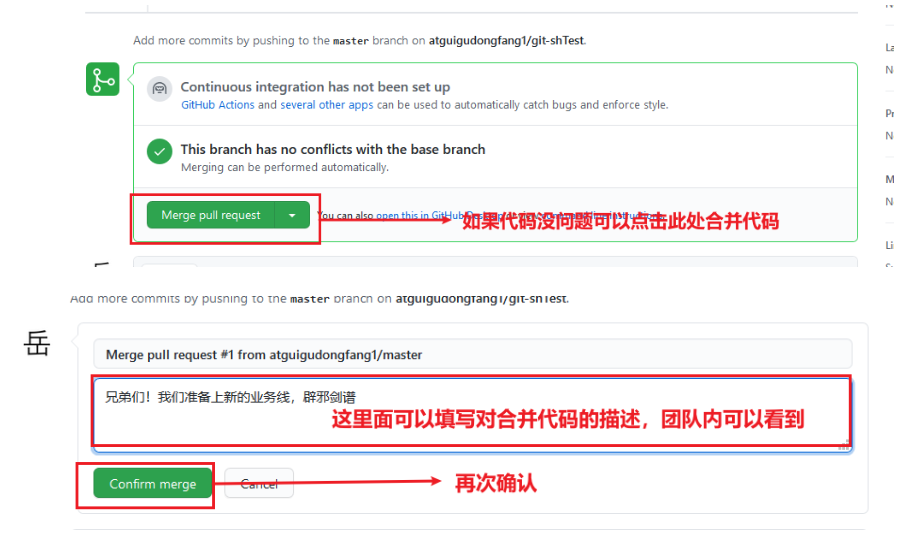 Add more commits by pushing to the master branch on atguigudongfang1/git-shTest.
Continuous integration has not been set up
GitHub Actions and several other apps can be used to automatically catch bugs and enforce style.
This branch has no conflicts with the base branch
Merging can be performed automatically.
Merge pull request
You can also open this in GitHub
如果代码没问题可以点击此处合并代码
Add more commits by pushing to the master branch on atguigudongfang1/git-shTest.
岳
Merge pull request #1 from atguigudongfang1/master
兄弟们！我们准备上新的业务线，辟邪剑谱
这里面可以填写对合并代码的描述，团队内可以看到
Confirm merge
Cancel
再次确认